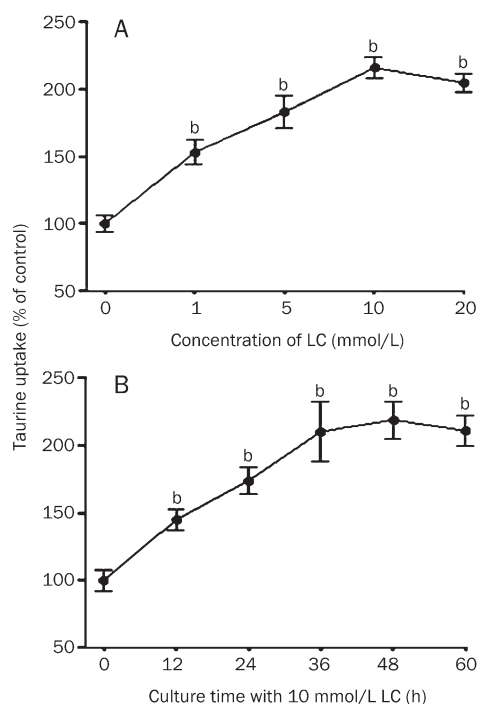 A
250
200
150
100
50
b
b
b
b
0
1
5
10
20
Concentration of LC (mmol/L)
Taurine uptake (% of control)
B
250
200
150
100
50
b
b
b
b
b
0
12
24
36
48
60
Culture time with 10 mmol/L LC (h)